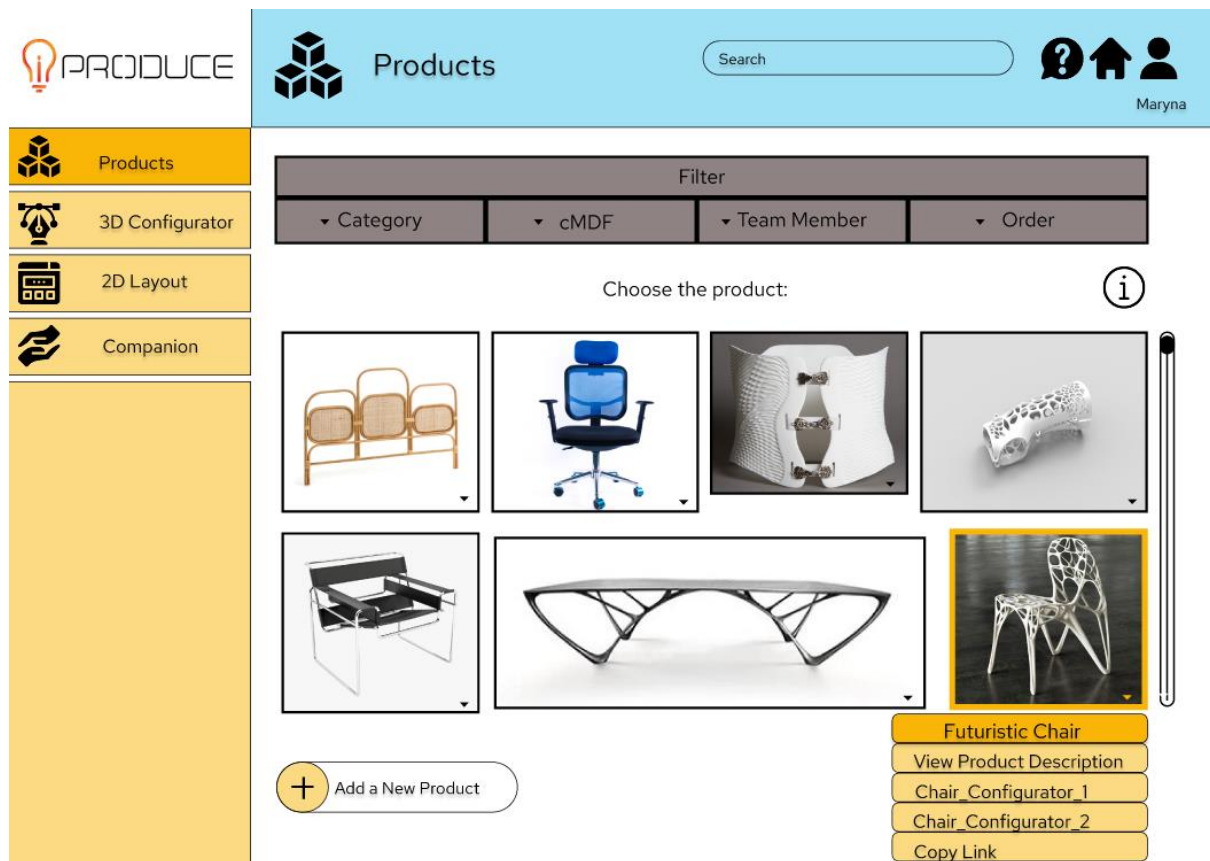 iPRODUCE
Products
Search
Maryna
Products
3D Configurator
2D Layout
Companion
Filter
Category
cMDF
Team Member
Order
Choose the product:
i
Futuristic Chair
View Product Description
Chair_Configurator_1
Chair_Configurator_2
Copy Link
+ Add a New Product